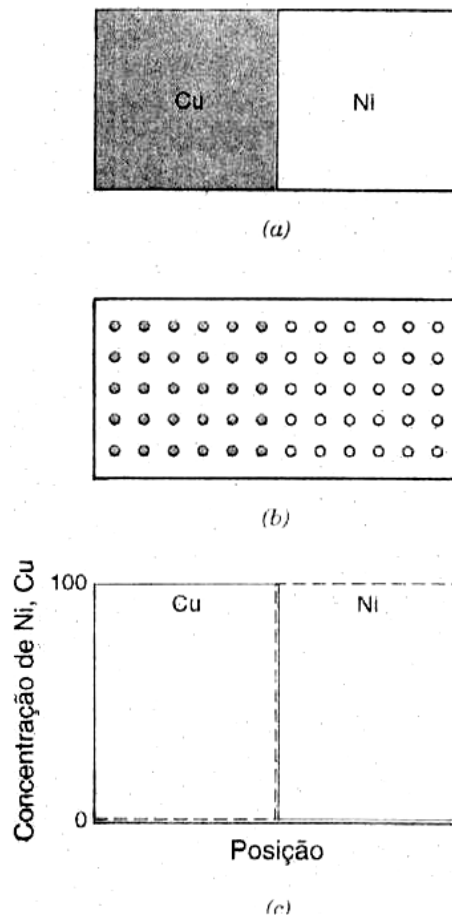 Cu Ni
(a)
(b)
Concentração de Ni, Cu
100
Cu Ni
0
Posição
(c)